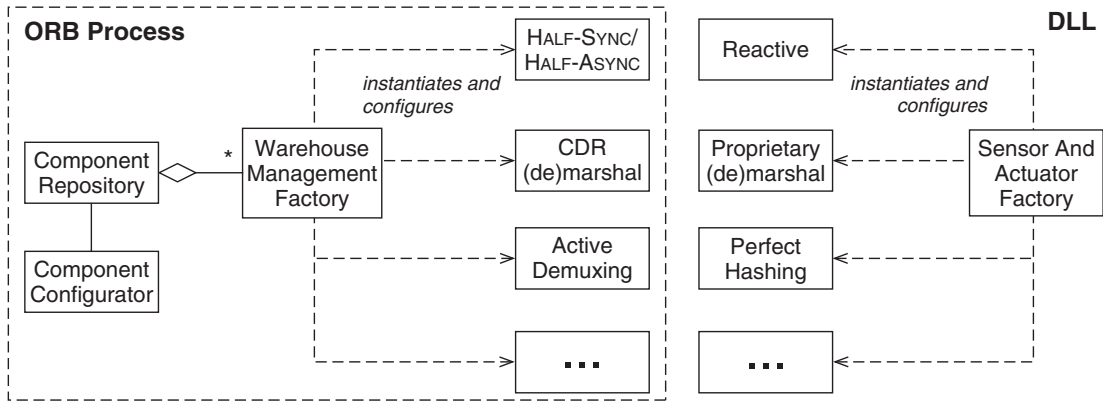 ORB Process
DLL
HALF-SYNC/
HALF-ASYNC
Reactive
instantiates and
configures
instantiates and
configures
Component
Repository
*
Warehouse
Management
Factory
CDR
(de)marshal
Proprietary
(de)marshal
Sensor And
Actuator
Factory
Component
Configurator
Active
Demuxing
Perfect
Hashing
...
...